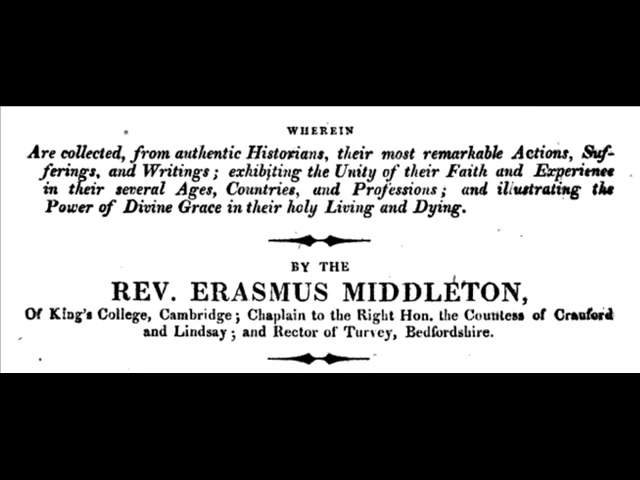 WHEREIN
Are collected, from authentic Historians, their most remarkable Actions, Suf-
ferings, and Writings; exhibiting the Unity of their Faith and Experience
in their several Ages, Countries, and Professions; and illustrating the
Power of Divine Grace in their holy Living and Dying.
BY THE
REV. ERASMUS MIDDLETON,
Of King's College, Cambridge; Chaplain to the Right Hon. the Countess of Crauford
and Lindsay; and Rector of Turvey, Bedfordshire.